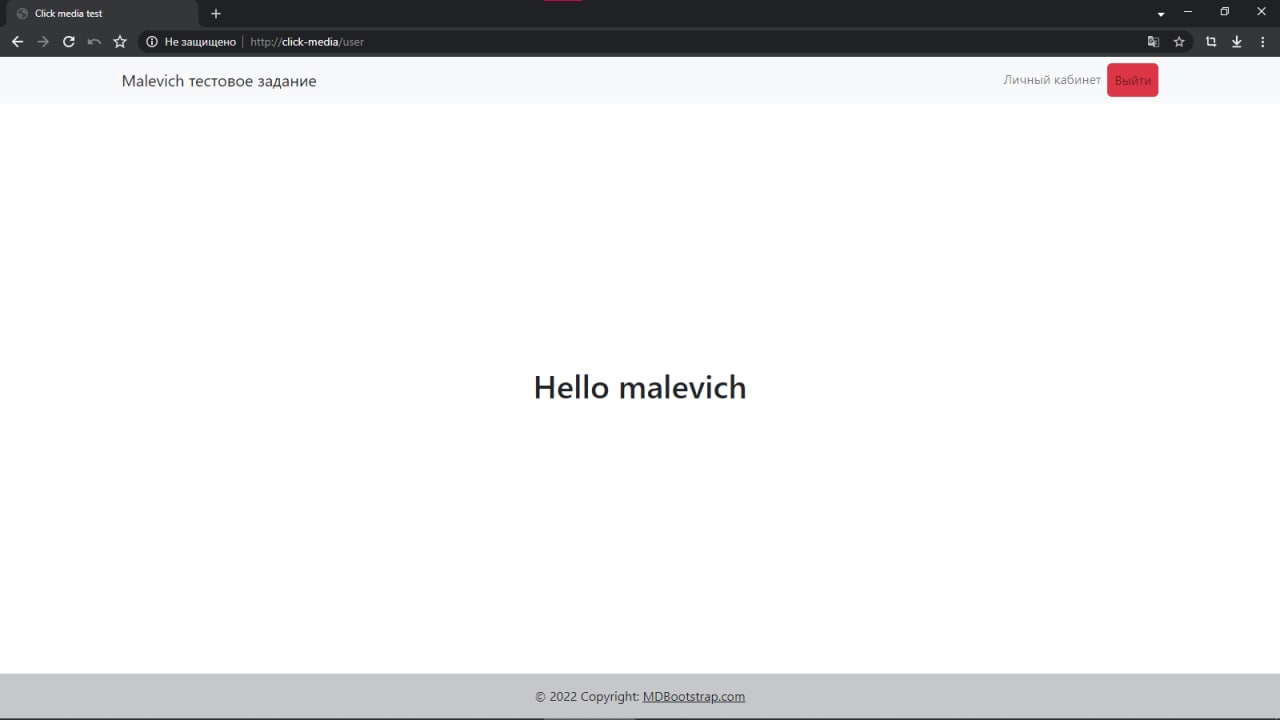 Click media test
Не защищено http://click-media/user
Malevich тестовое задание
Личный кабинет Выйти
Hello malevich
© 2022 Copyright: MDBootstrap.com